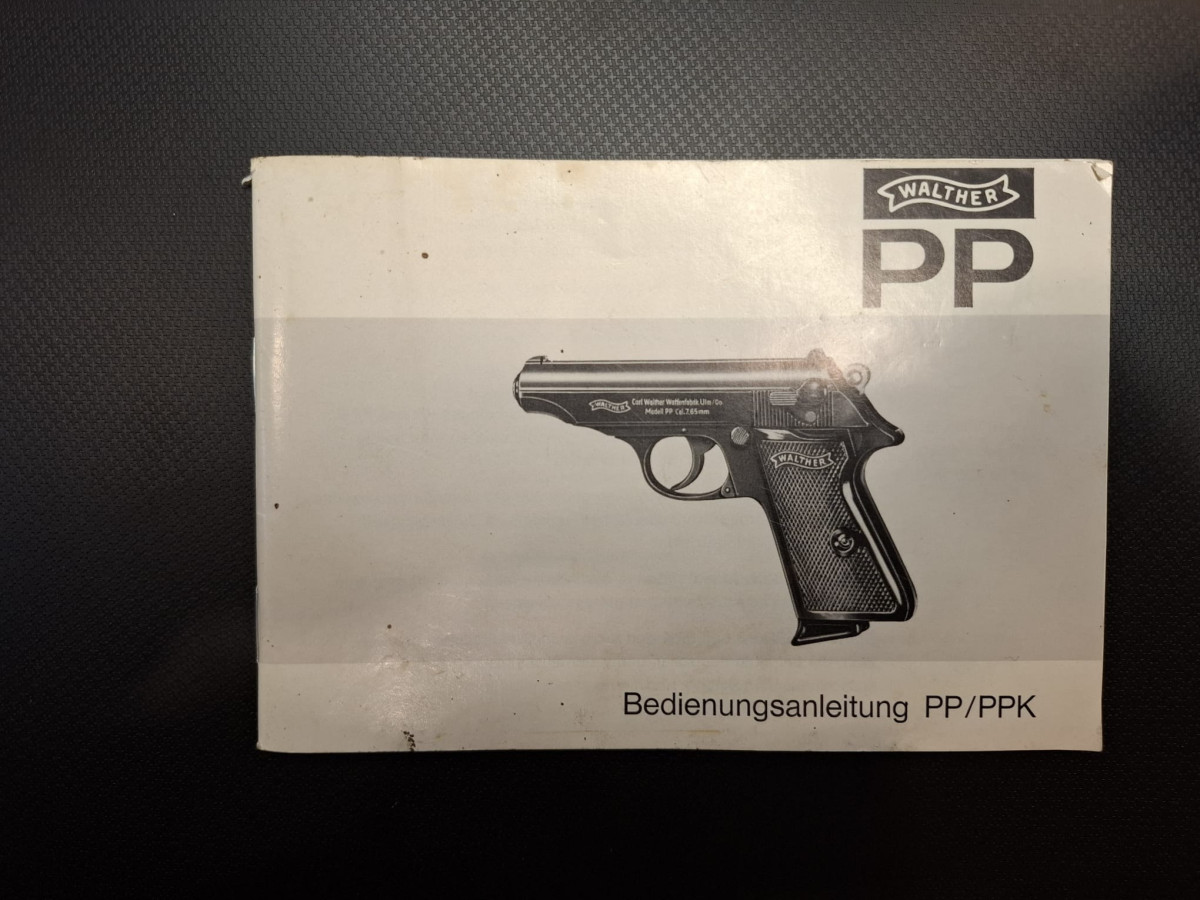 WALTHER
PP
WALTHER
Carl Walther Waffenfabrik Ulm/Do
Modell PP Cal. 7.65mm
WALTHER
Bedienungsanleitung PP/PPK